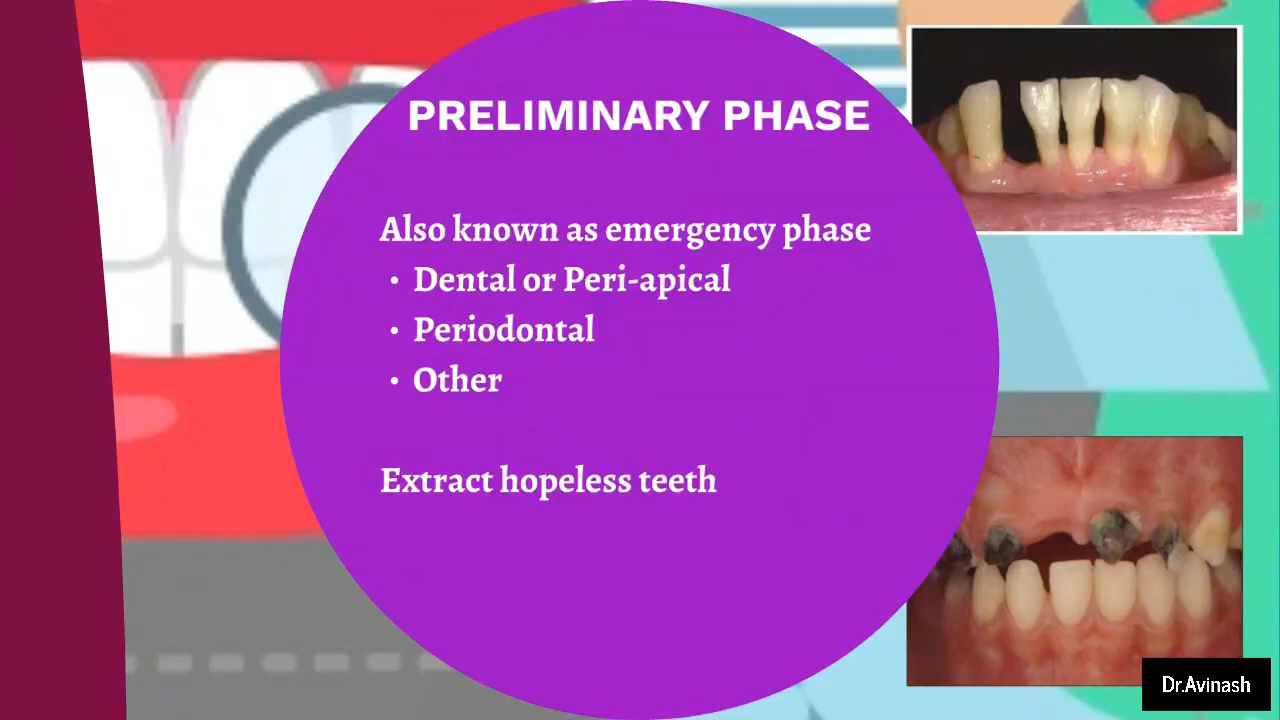 PRELIMINARY PHASE
Also known as emergency phase
• Dental or Peri-apical
• Periodontal
• Other
Extract hopeless teeth
Dr.Avinash